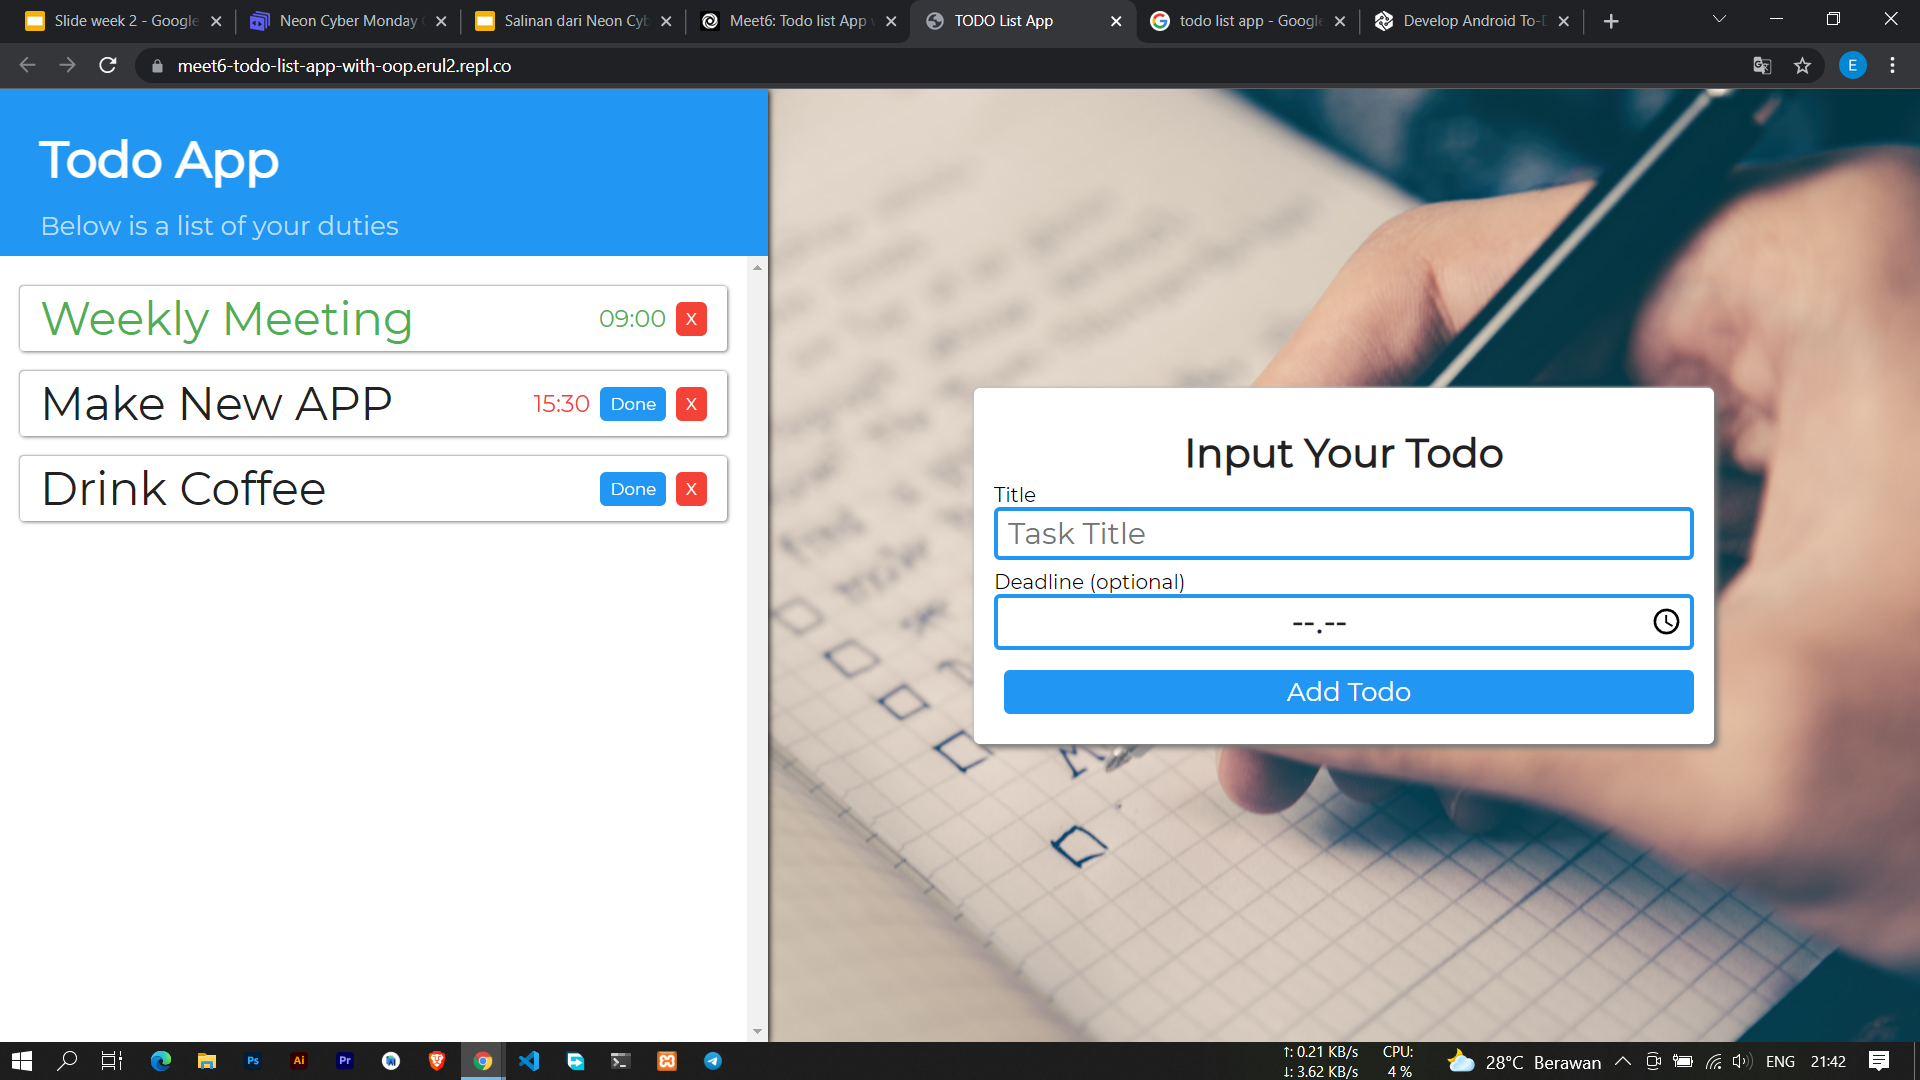 Slide week 2 - Google
Neon Cyber Monday
Salinan dari Neon Cyb
Meet6: Todo list App
TODO List App
todo list app - Google
Develop Android To-D
meet6-todo-list-app-with-oop.erul2.repl.co
E
Todo App
Below is a list of your duties
Weekly Meeting 09:00 X
Make New APP 15:30 Done X
Drink Coffee Done X
Input Your Todo
Title
Task Title
Deadline (optional)
--.--
Add Todo
Ps
Ai
Pr
↑: 0.21 KB/s
↓: 3.62 KB/s
CPU:
4 %
28°C Berawan
ENG
21:42